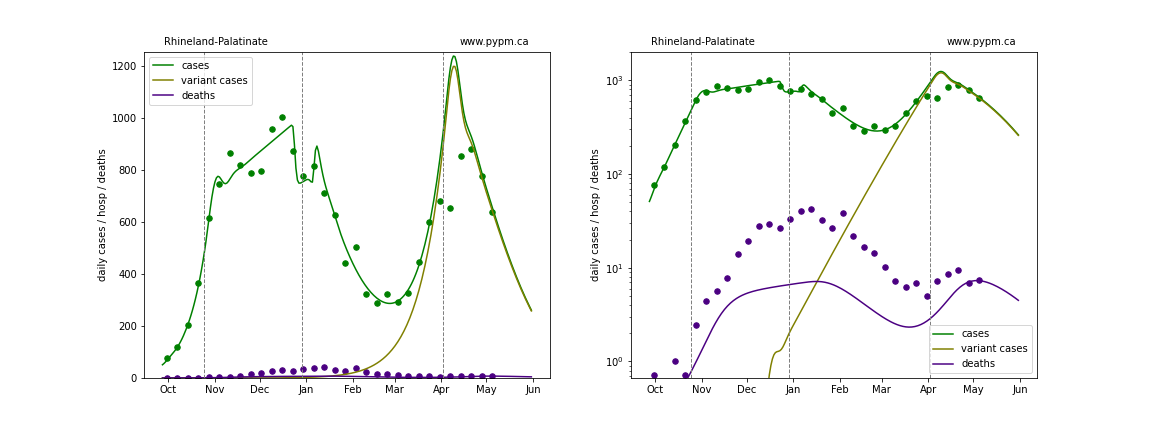 Rhineland-Palatinate www.pypm.ca
cases
variant cases
deaths
daily cases / hosp / deaths
1200
1000
800
600
400
200
0
Oct Nov Dec Jan Feb Mar Apr May Jun
Rhineland-Palatinate www.pypm.ca
daily cases / hosp / deaths
10³
10²
10¹
10⁰
cases
variant cases
deaths
Oct Nov Dec Jan Feb Mar Apr May Jun